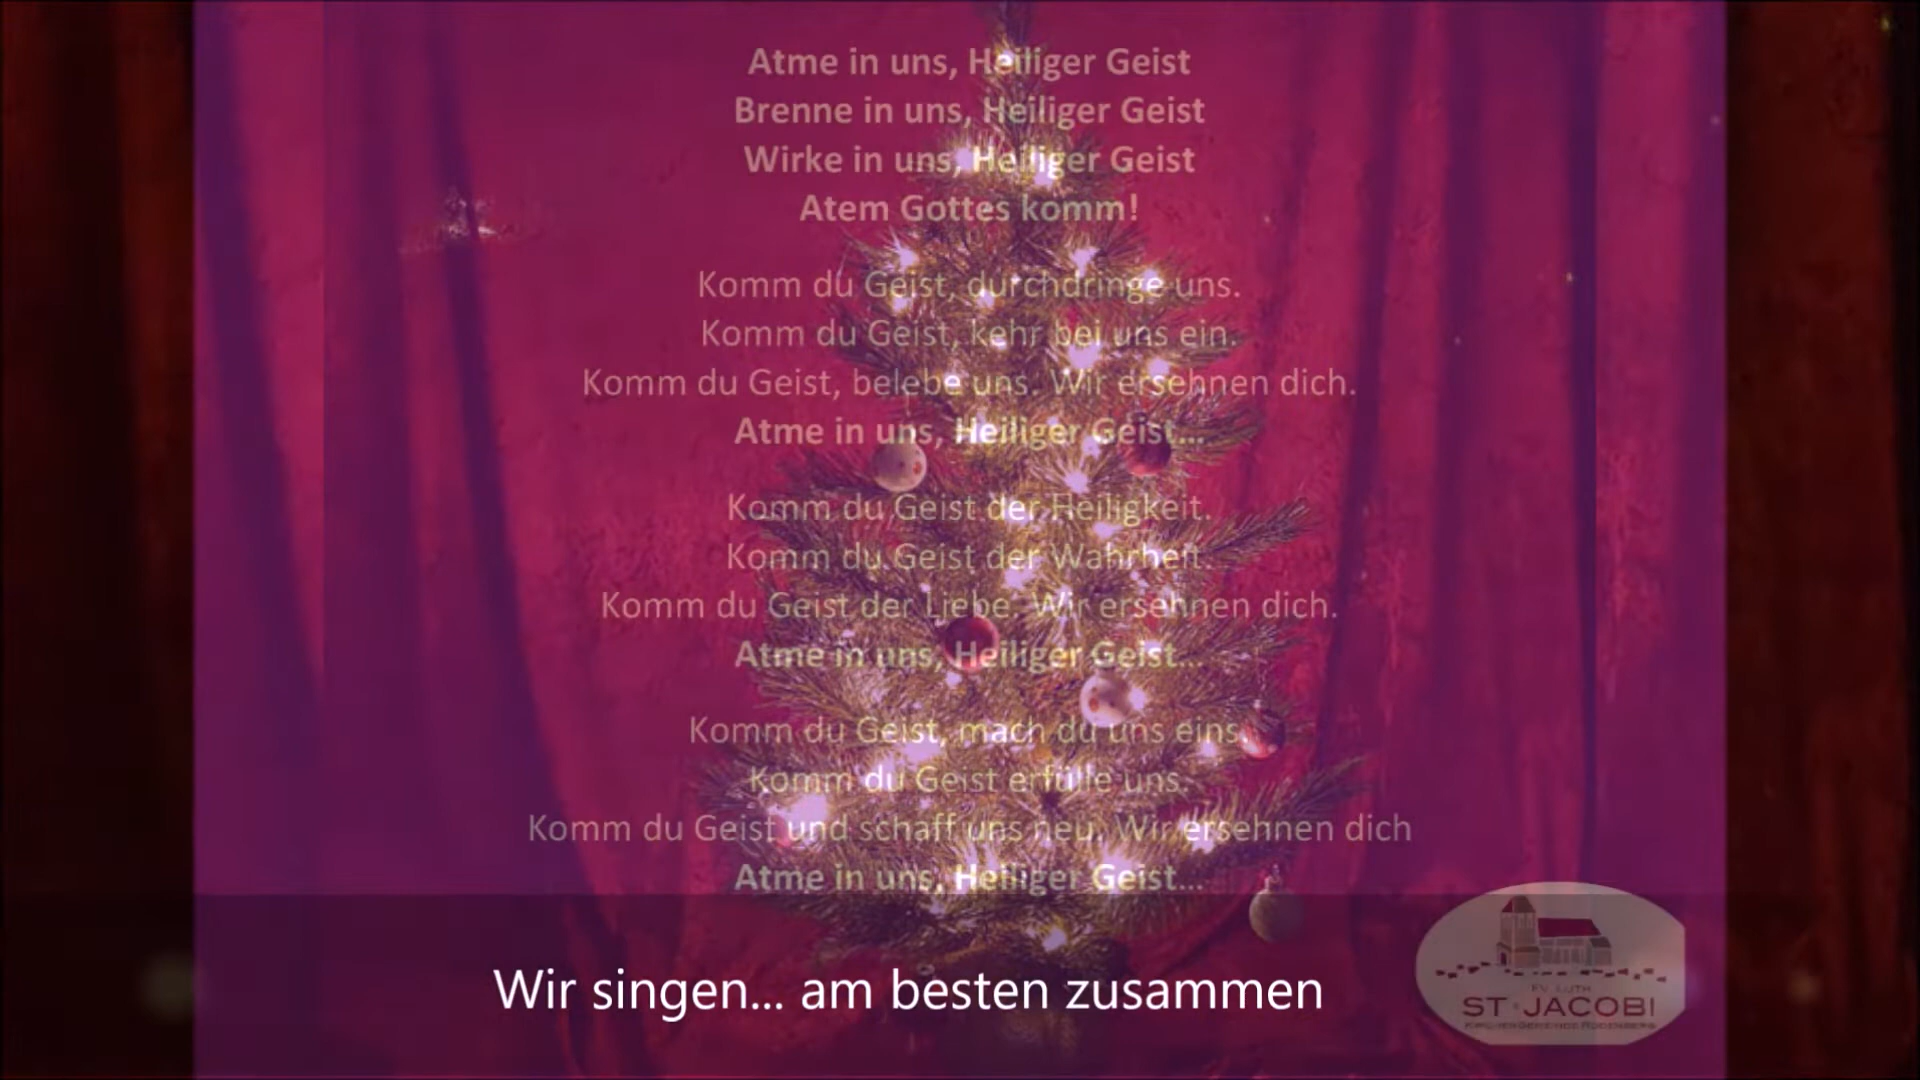 Atme in uns, Heiliger Geist
Brenne in uns, Heiliger Geist
Wirke in uns, Heiliger Geist
Atem Gottes komm!
Komm du Geist, durchdringe uns.
Komm du Geist, kehr bei uns ein.
Komm du Geist, belebe uns. Wir ersehnen dich.
Atme in uns, Heiliger Geist...
Komm du Geist der Heiligkeit.
Komm du Geist der Wahrheit.
Komm du Geist der Liebe. Wir ersehnen dich.
Atme in uns, Heiliger Geist...
Komm du Geist, mach du uns eins.
Komm du Geist erfülle uns.
Komm du Geist und schaff uns neu. Wir ersehnen dich
Atme in uns, Heiliger Geist...
Wir singen... am besten zusammen
EV. LUTH.
ST. JACOBI
KIRCHENGEMEINDE RODENBERG